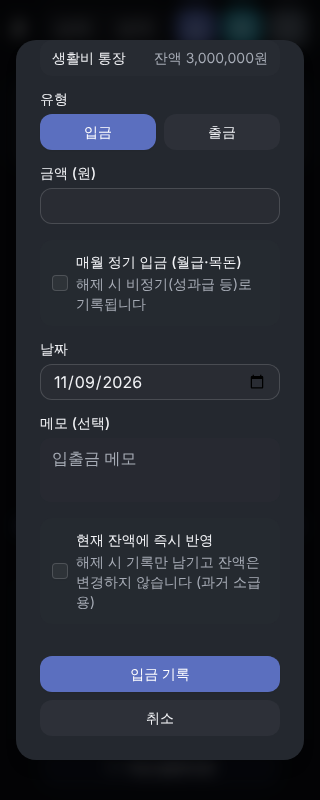 생활비 통장 잔액 3,000,000원
유형
입금 출금
금액 (원)
매월 정기 입금 (월급·목돈)
해제 시 비정기(성과급 등)로
기록됩니다
날짜
11/09/2026
메모 (선택)
입출금 메모
현재 잔액에 즉시 반영
해제 시 기록만 남기고 잔액은
변경하지 않습니다 (과거 소급
용)
입금 기록
취소